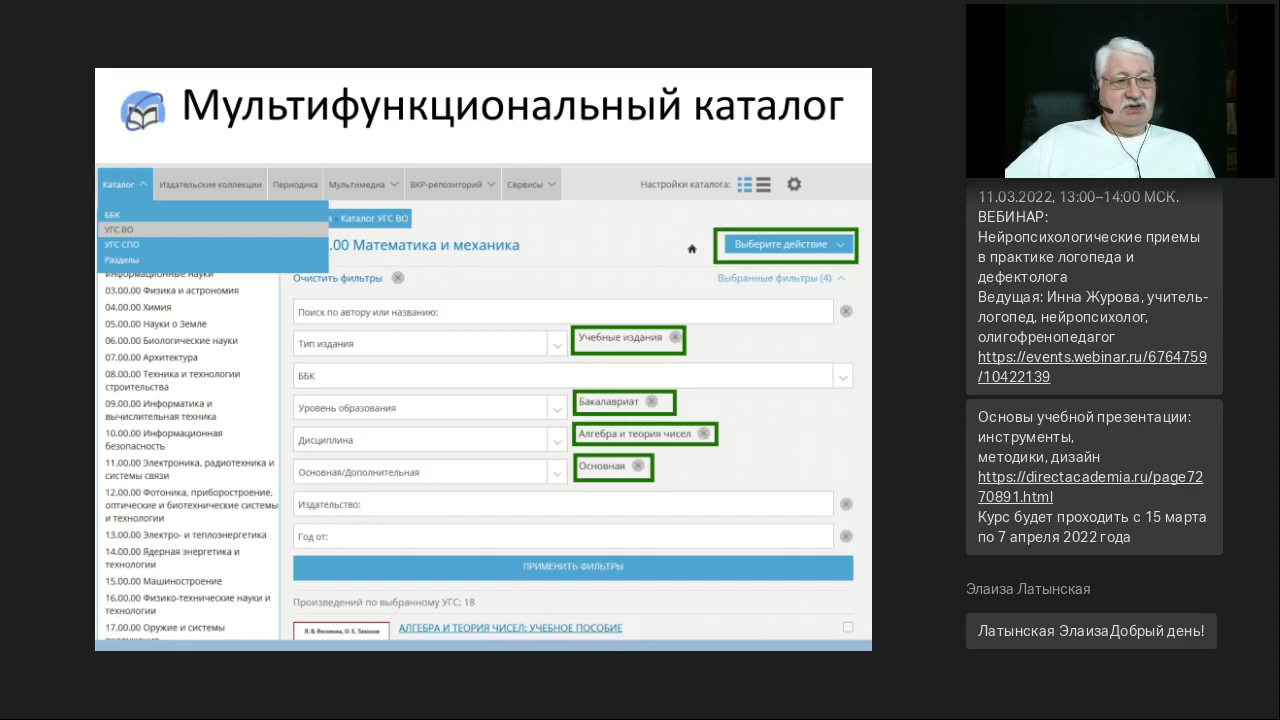 Мультифункциональный каталог
Каталог
Издательские коллекции
Периодика
Мультимедиа
ВКР-репозиторий
Сервисы
Настройки каталога:
ББК
УГС ВО
УГС СПО
Разделы
Каталог УГС ВО
.00 Математика и механика
Выберите действие
информационные науки
03.00.00 Физика и астрономия
04.00.00 Химия
05.00.00 Науки о Земле
06.00.00 Биологические науки
07.00.00 Архитектура
08.00.00 Техника и технологии
строительства
09.00.00 Информатика и
вычислительная техника
10.00.00 Информационная
безопасность
11.00.00 Электроника, радиотехника и
системы связи
12.00.00 Фотоника, приборостроение,
оптические и биотехнические системы
и технологии
13.00.00 Электро- и теплоэнергетика
14.00.00 Ядерная энергетика и
технологии
15.00.00 Машиностроение
16.00.00 Физико-технические науки и
технологии
17.00.00 Оружие и системы
Очистить фильтры
Выбранные фильтры (4)
Поиск по автору или названию:
Тип издания
Учебные издания
ББК
Уровень образования
Бакалавриат
Дисциплина
Алгебра и теория чисел
Основная/Дополнительная
Основная
Издательство:
Год от:
ПРИМЕНИТЬ ФИЛЬТРЫ
Произведений по выбранному УГС: 18
АЛГЕБРА И ТЕОРИЯ ЧИСЕЛ: УЧЕБНОЕ ПОСОБИЕ
11.03.2022, 13:00–14:00 МСК.
ВЕБИНАР:
Нейропсихологические приемы
в практике логопеда и
дефектолога
Ведущая: Инна Журова, учитель-
логопед, нейропсихолог,
олигофренопедагог
https://events.webinar.ru/6764759
/10422139
Основы учебной презентации:
инструменты,
методики, дизайн
https://directacademia.ru/page72
70891.html
Курс будет проходить с 15 марта
по 7 апреля 2022 года
Элаиза Латынская
Латынская ЭлаизаДобрый день!